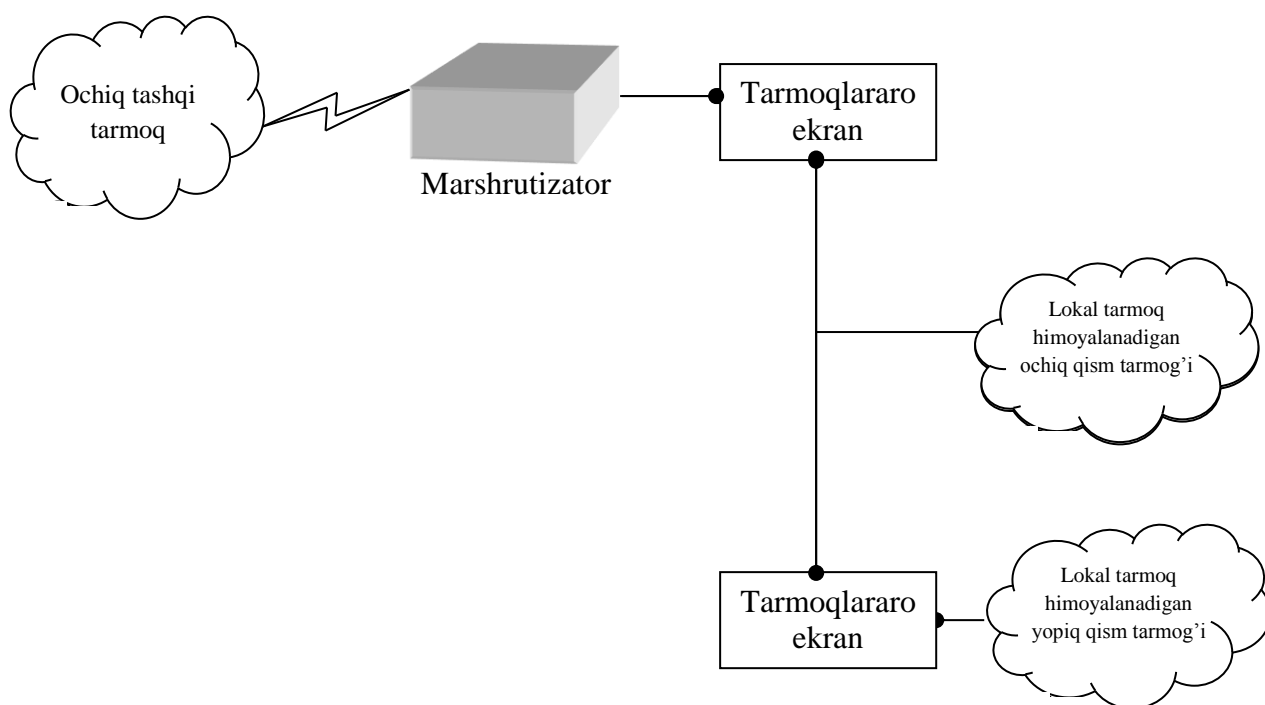 Ochiq tashqi
tarmoq
Marshrutizator
Tarmoqlararo
ekran
Lokal tarmoq
himoyalanadigan
ochiq qism tarmog’i
Tarmoqlararo
ekran
Lokal tarmoq
himoyalanadigan
yopiq qism tarmog’i